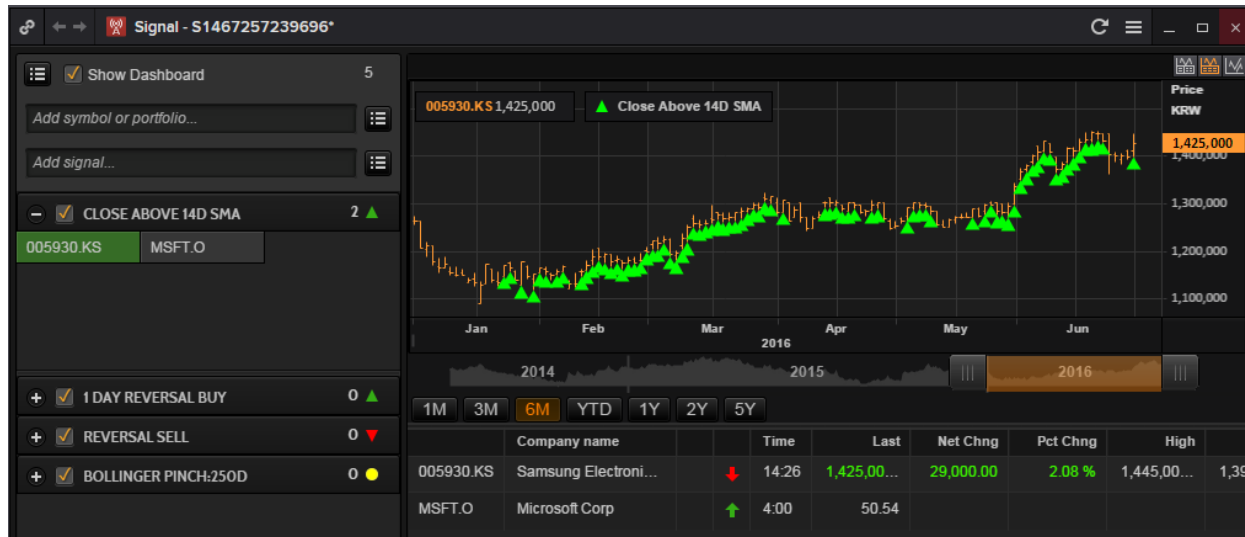 Signal - S1467257239696*
Show Dashboard 5
Add symbol or portfolio...
Add signal...
CLOSE ABOVE 14D SMA 2
005930.KS MSFT.O
1 DAY REVERSAL BUY 0
REVERSAL SELL 0
BOLLINGER PINCH:250D 0
005930.KS 1,425,000 Close Above 14D SMA
Price
KRW
1,425,000
1,400,000
1,300,000
1,200,000
1,100,000
Jan Feb Mar Apr May Jun
2016
2014 2015 2016
1M 3M 6M YTD 1Y 2Y 5Y
Company name Time Last Net Chng Pct Chng High
005930.KS Samsung Electroni... 14:26 1,425,00... 29,000.00 2.08 % 1,445,00... 1,39
MSFT.O Microsoft Corp 4:00 50.54